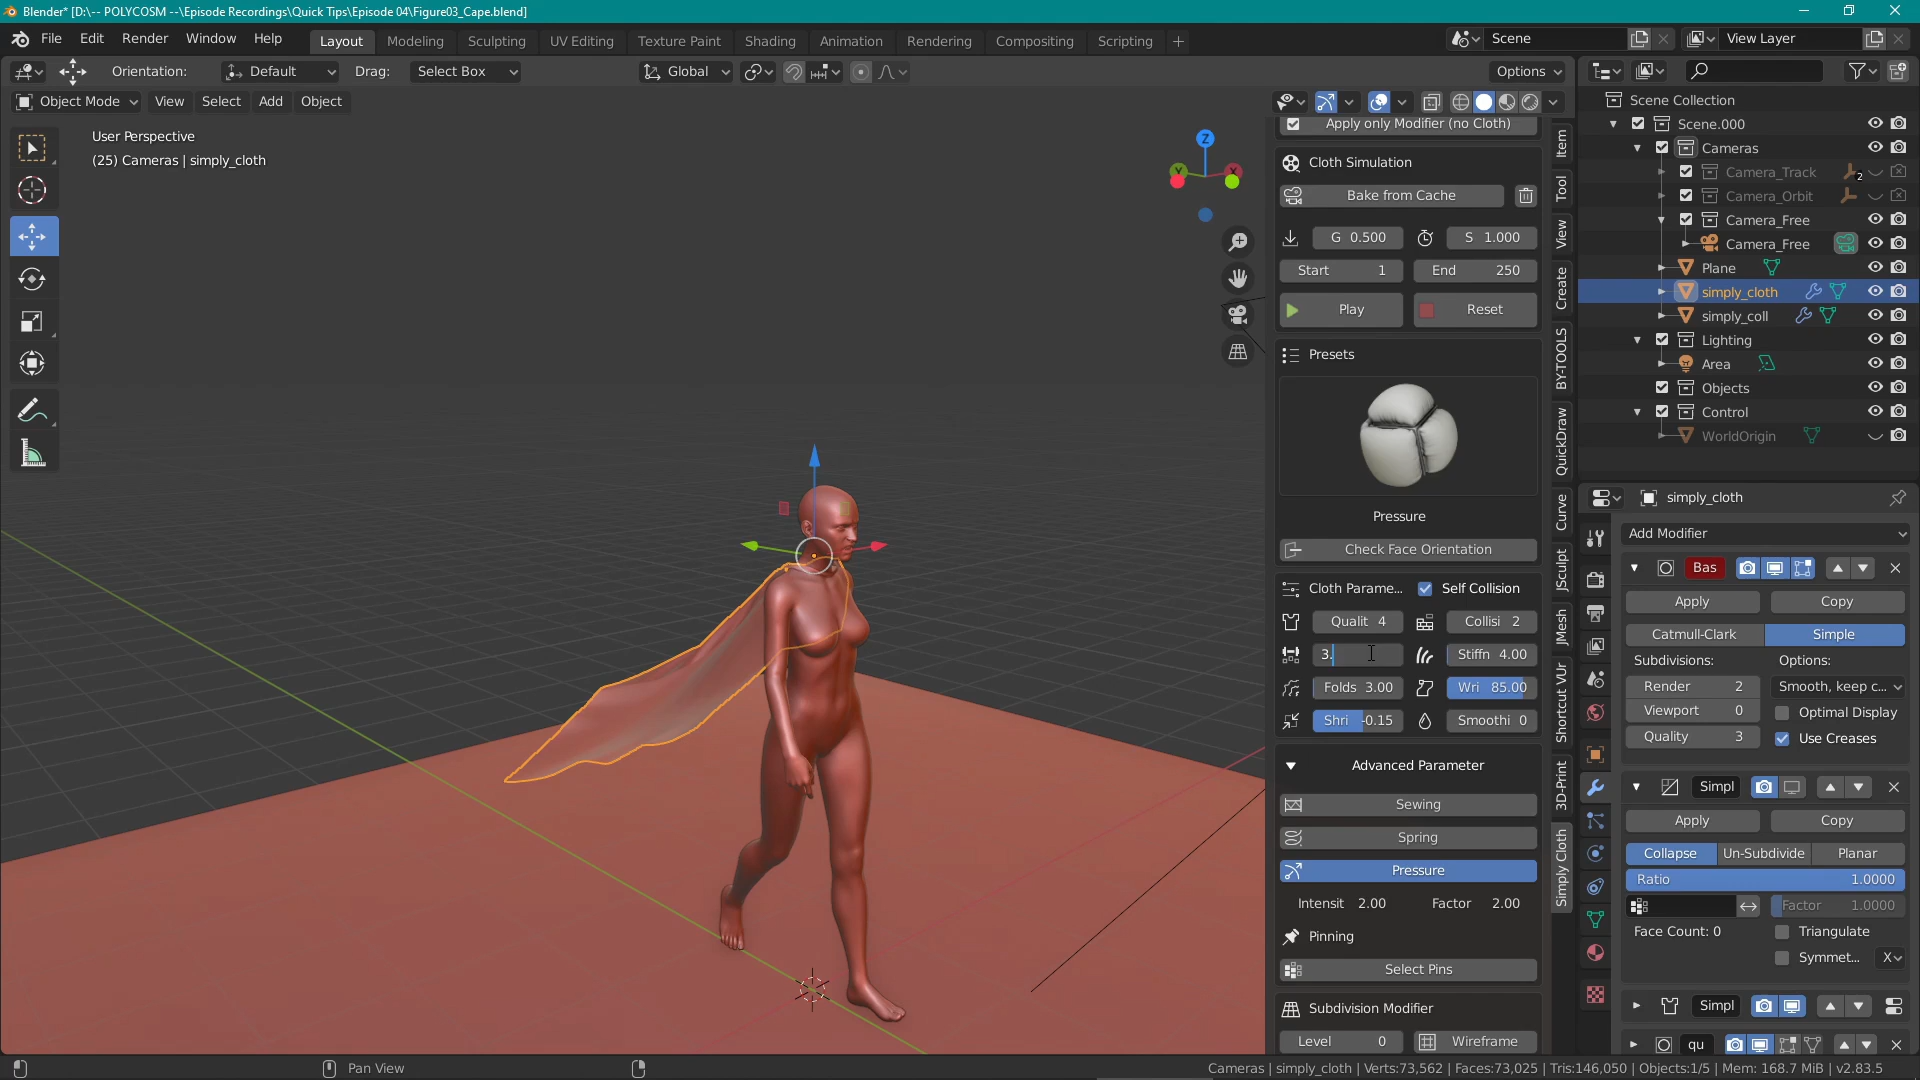 Blender* [D:\-- POLYCOSM --\Episode Recordings\Quick Tips\Episode 04\Figure03_Cape.blend]
File Edit Render Window Help Layout Modeling Sculpting UV Editing Texture Paint Shading Animation Rendering Compositing Scripting + Scene View Layer
Orientation: Default Drag: Select Box Global Options
Object Mode View Select Add Object
User Perspective
(25) Cameras | simply_cloth
Z
Y
X
Apply only Modifier (no Cloth)
Cloth Simulation
Bake from Cache
G 0.500 S 1.000
Start 1 End 250
Play Reset
Presets
Pressure
Check Face Orientation
Cloth Parame... Self Collision
Qualit 4 Collisi 2
3. Stiffn 4.00
Folds 3.00 Wri 85.00
Shri -0.15 Smoothi 0
Advanced Parameter
Sewing
Spring
Pressure
Intensit 2.00 Factor 2.00
Pinning
Select Pins
Subdivision Modifier
Level 0 Wireframe
Item
Tool
View
Create
BY-TOOLS
QuickDraw
Curve
JSculpt
JMesh
Shortcut VUr
3D-Print
Simply Cloth
Scene Collection
Scene.000
Cameras
Camera_Track 2
Camera_Orbit
Camera_Free
Camera_Free
Plane
simply_cloth
simply_coll
Lighting
Area
Objects
Control
WorldOrigin
simply_cloth
Add Modifier
Bas
Apply Copy
Catmull-Clark Simple
Subdivisions: Options:
Render 2 Smooth, keep c...
Viewport 0 Optimal Display
Quality 3 Use Creases
Simpl
Apply Copy
Collapse Un-Subdivide Planar
Ratio 1.0000
Factor 1.0000
Face Count: 0 Triangulate
Symmet... X
Simpl
qu
Pan View
Cameras | simply_cloth | Verts:73,562 | Faces:73,025 | Tris:146,050 | Objects:1/5 | Mem: 168.7 MiB | v2.83.5